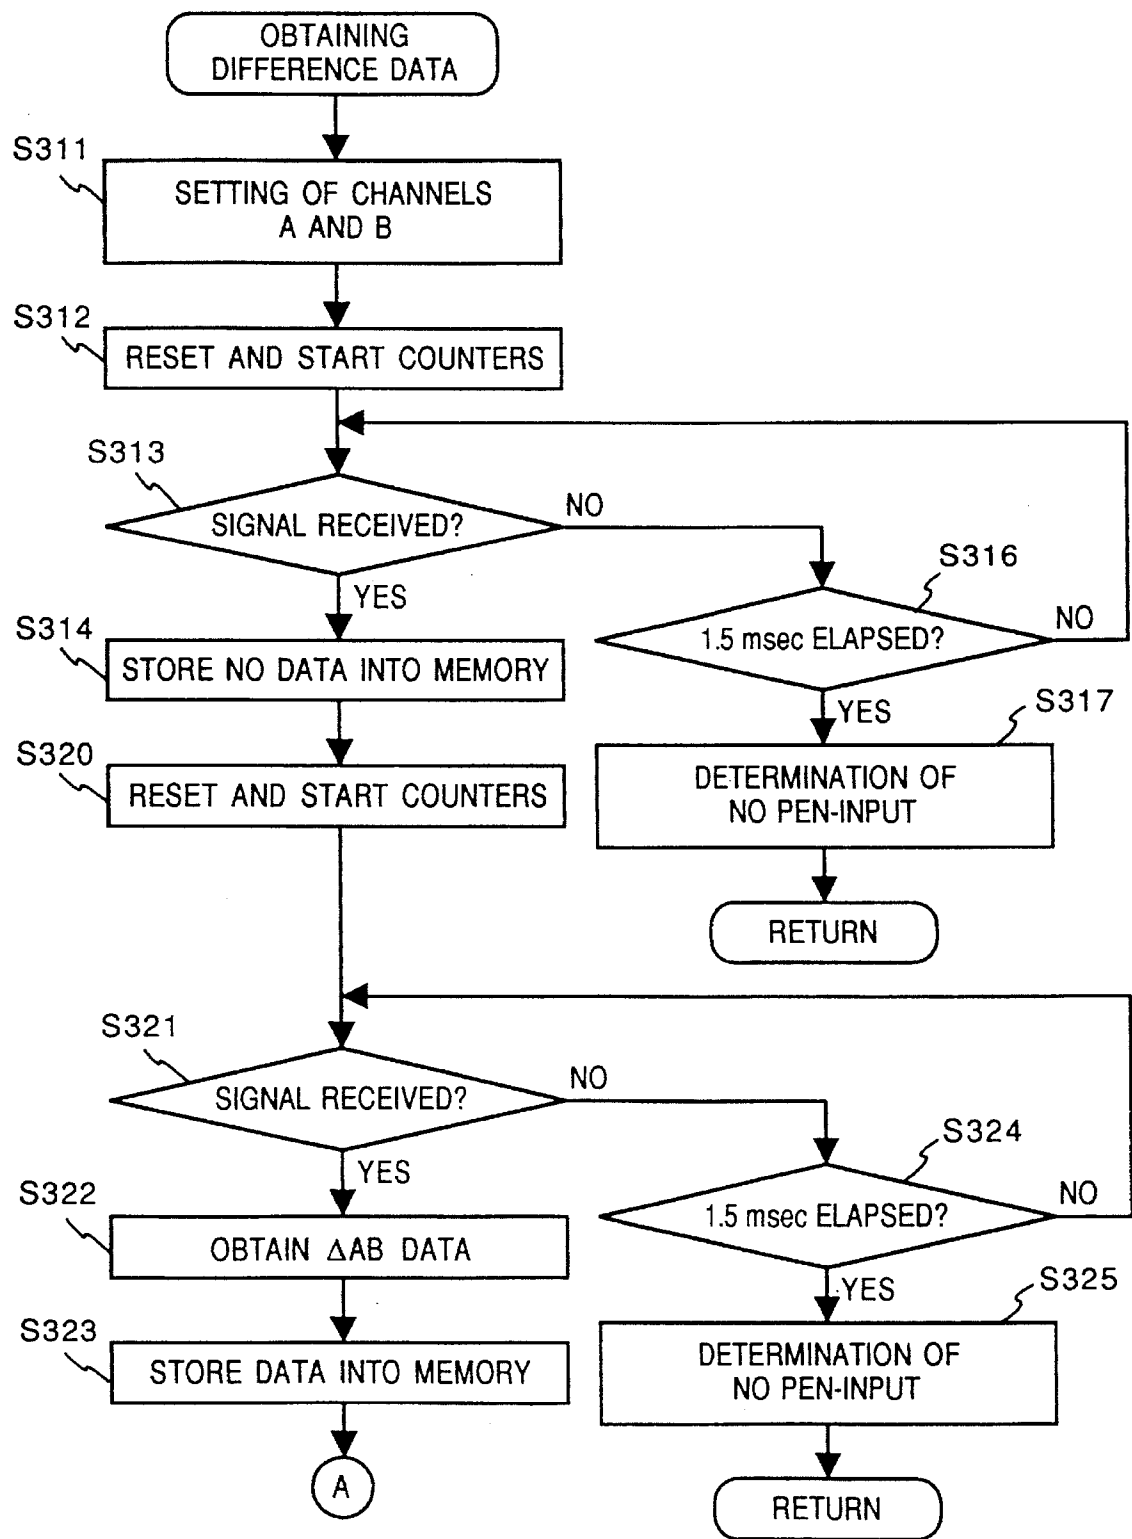 OBTAINING
DIFFERENCE DATA
S311
SETTING OF CHANNELS
A AND B
S312
RESET AND START COUNTERS
S313
SIGNAL RECEIVED?
NO
YES
S316
1.5 msec ELAPSED?
NO
YES
S314
STORE NO DATA INTO MEMORY
S317
DETERMINATION OF
NO PEN-INPUT
S320
RESET AND START COUNTERS
RETURN
S321
SIGNAL RECEIVED?
NO
YES
S324
1.5 msec ELAPSED?
NO
YES
S322
OBTAIN ΔAB DATA
S325
DETERMINATION OF
NO PEN-INPUT
S323
STORE DATA INTO MEMORY
A
RETURN